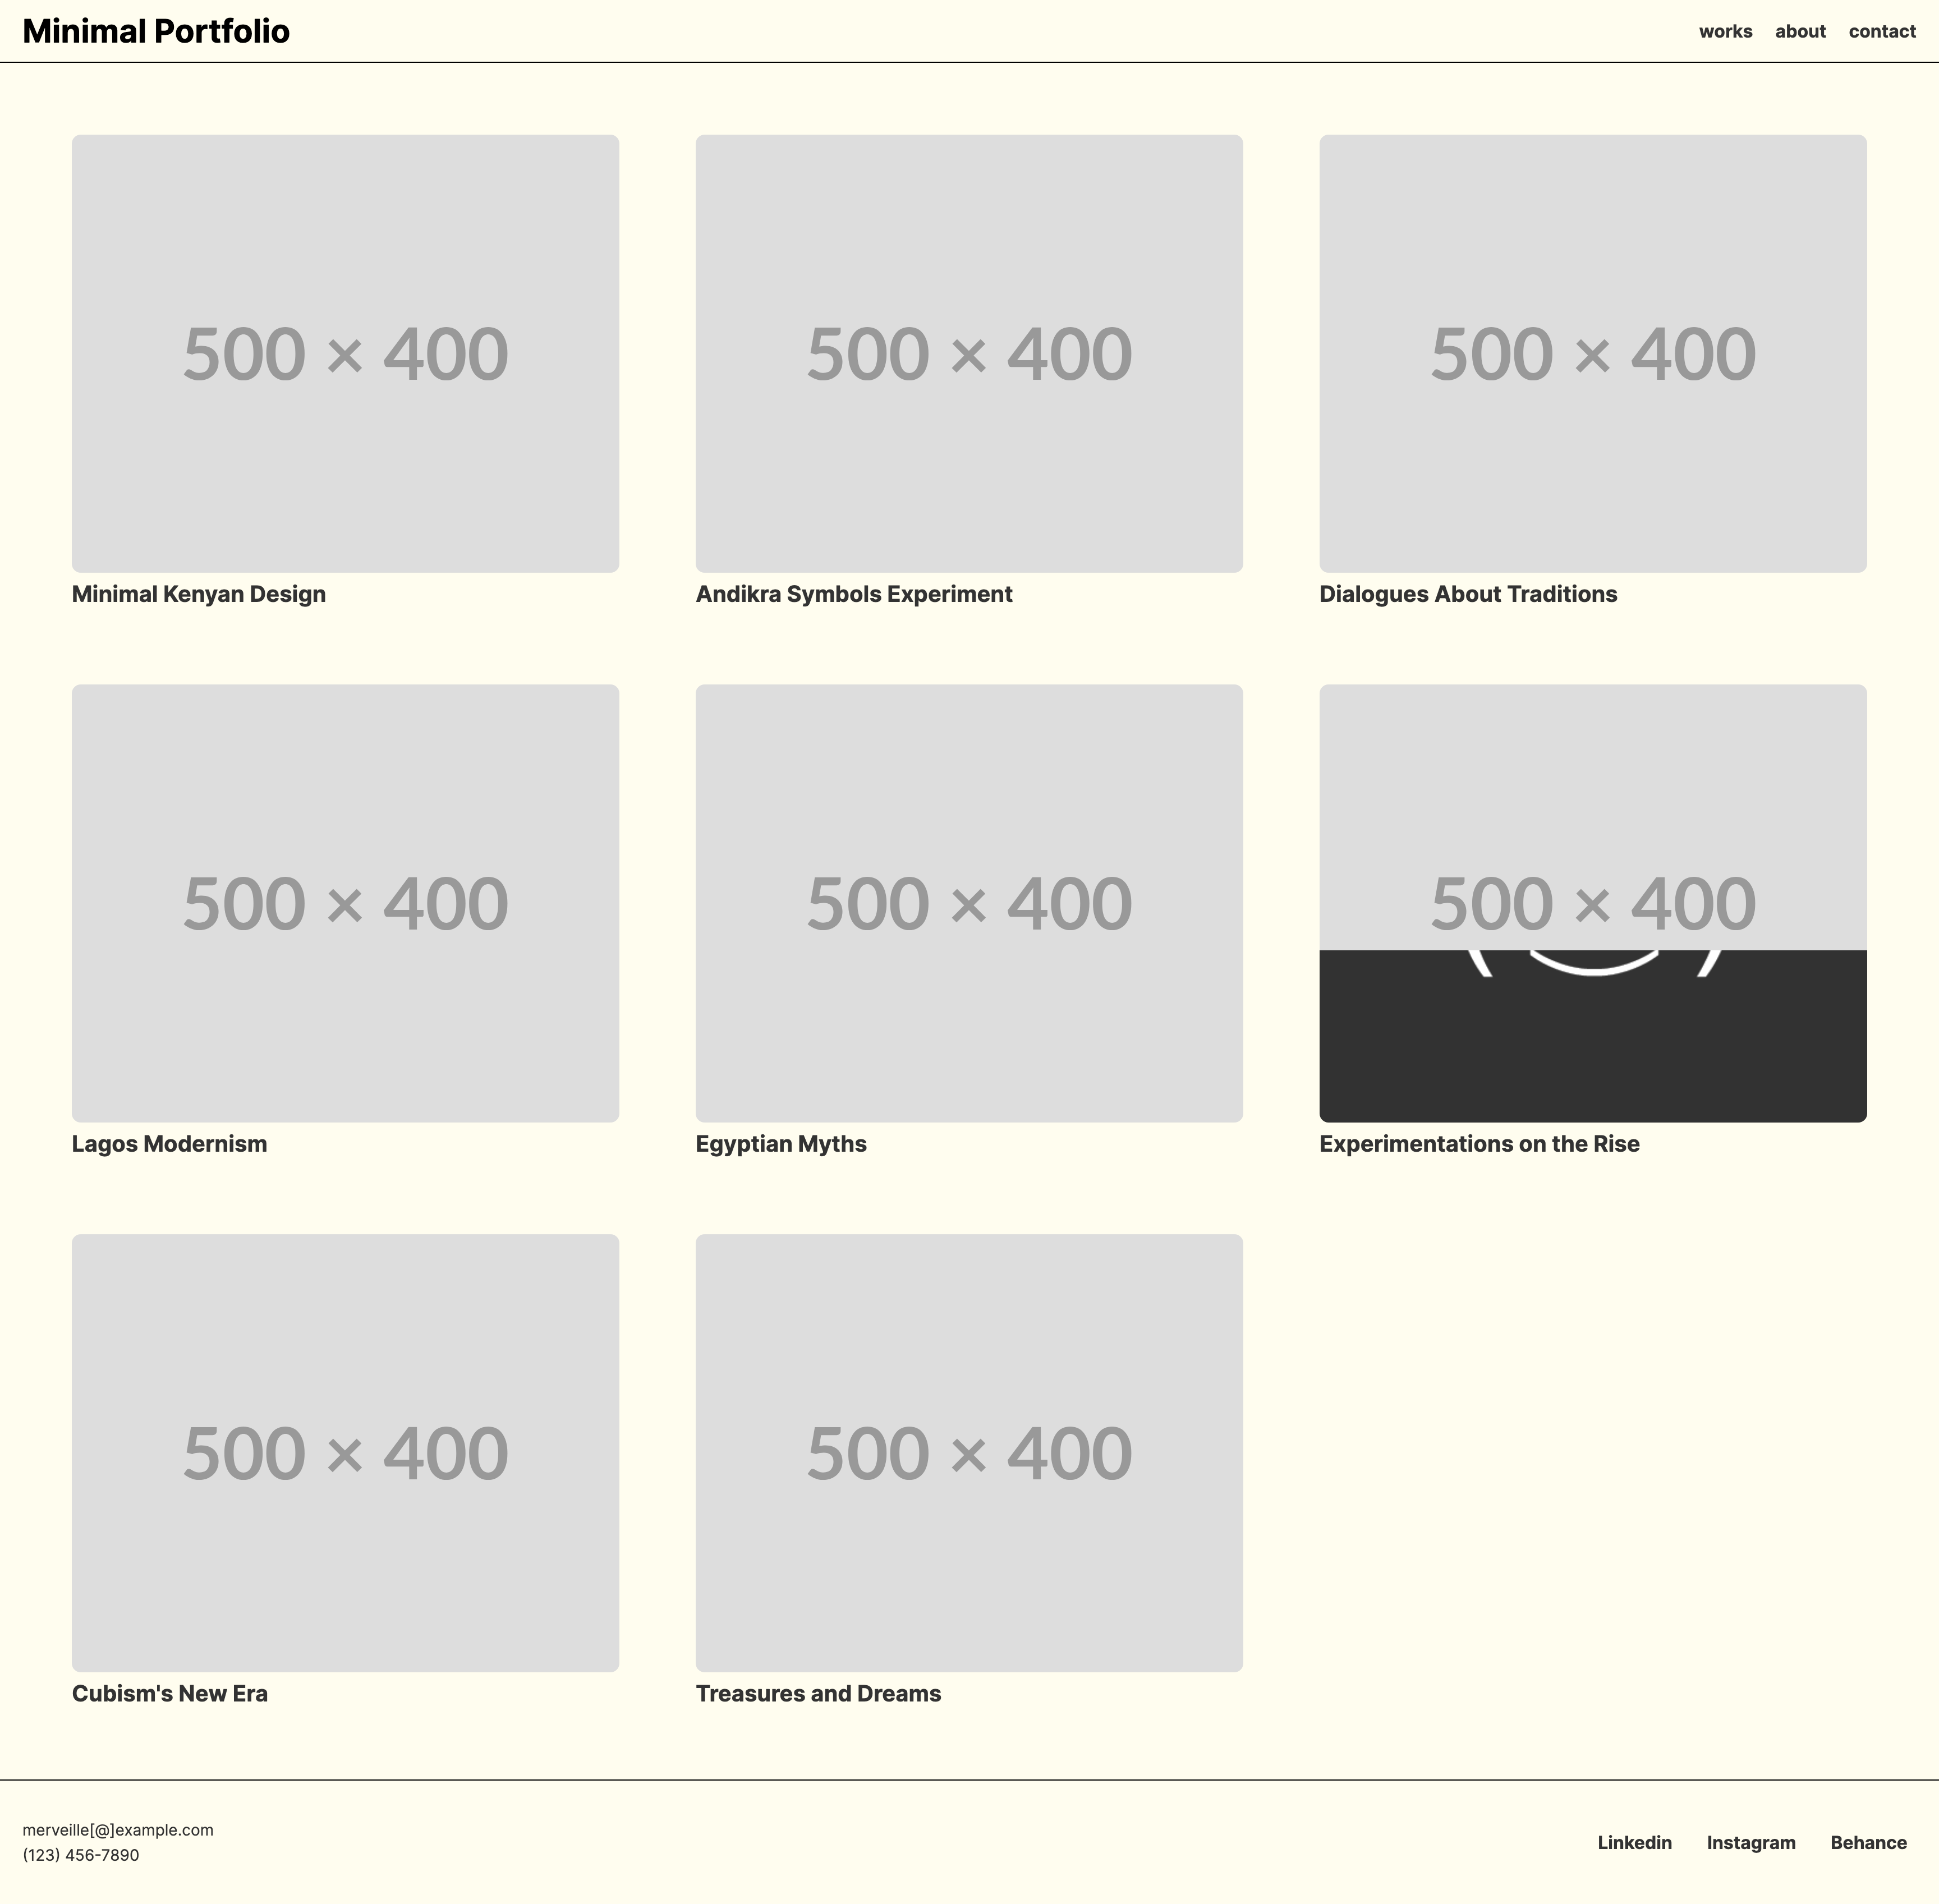 Minimal Portfolio
works about contact
500 × 400
500 × 400
500 × 400
Minimal Kenyan Design
Andikra Symbols Experiment
Dialogues About Traditions
500 × 400
500 × 400
500 × 400
Lagos Modernism
Egyptian Myths
Experimentations on the Rise
500 × 400
500 × 400
Cubism's New Era
Treasures and Dreams
merveille[@]example.com
(123) 456-7890
Linkedin Instagram Behance